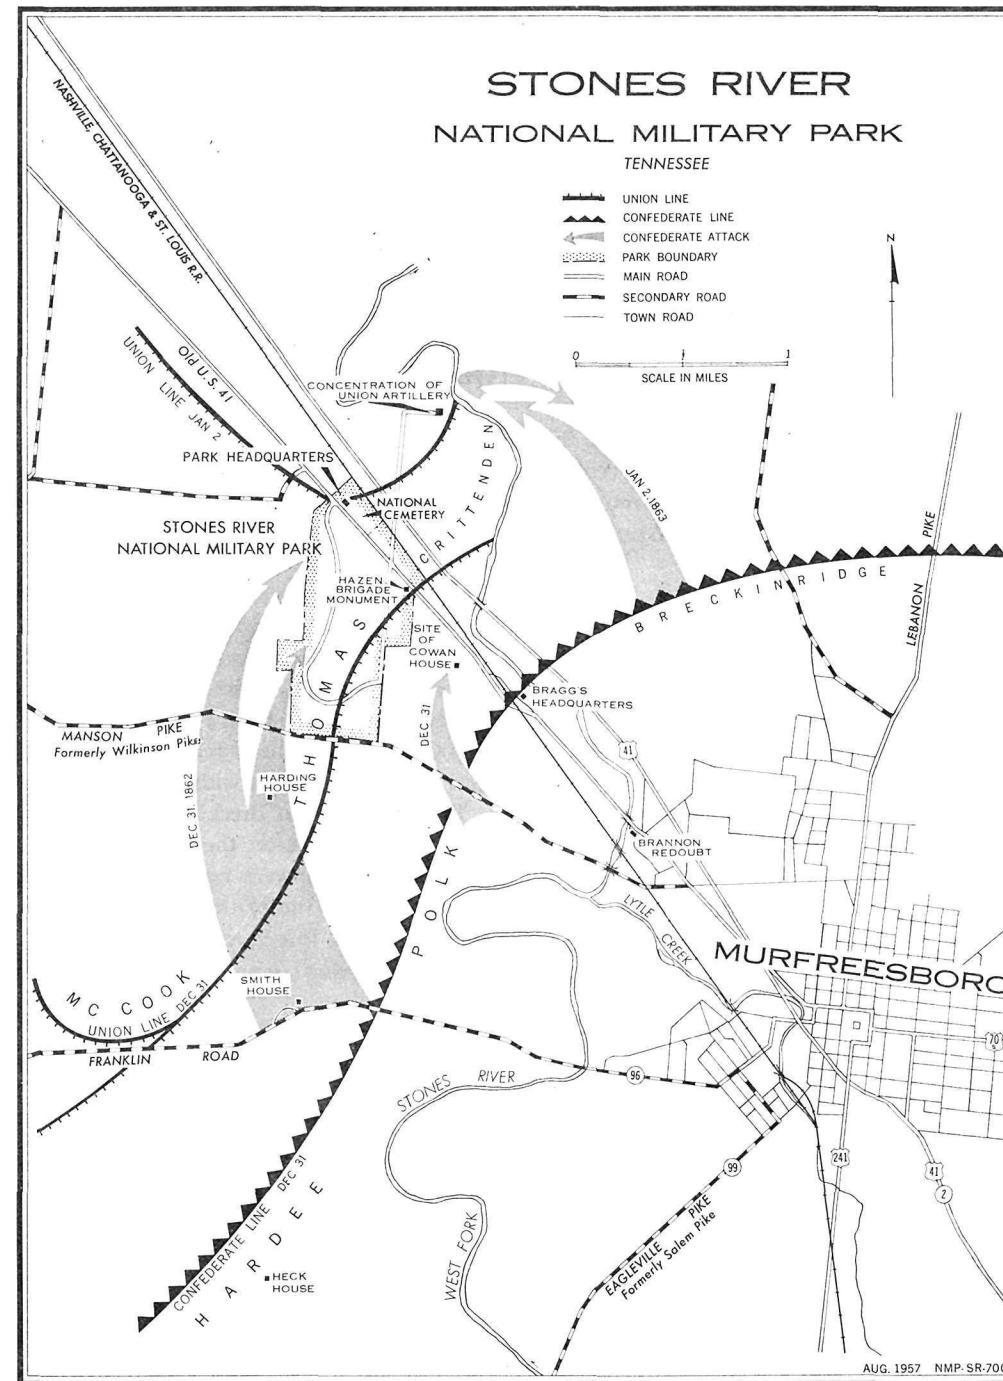 STONES RIVER
NATIONAL MILITARY PARK
TENNESSEE
UNION LINE
CONFEDERATE LINE
CONFEDERATE ATTACK
PARK BOUNDARY
MAIN ROAD
SECONDARY ROAD
TOWN ROAD
N
0 1
SCALE IN MILES
NASHVILLE, CHATTANOOGA & ST. LOUIS R.R.
Old U.S. 41
UNION LINE JAN 2
CONCENTRATION OF
UNION ARTILLERY
PARK HEADQUARTERS
NATIONAL
CEMETERY
CRITTENDEN
JAN 2, 1863
STONES RIVER
NATIONAL MILITARY PARK
HAZEN
BRIGADE
MONUMENT
THOMAS
SITE
OF
COWAN
HOUSE
BRECKINRIDGE
LEBANON PIKE
BRAGG'S
HEADQUARTERS
MANSON PIKE
Formerly Wilkinson Pike
DEC 31
41
HARDING
HOUSE
DEC 31, 1862
BRANNON
REDOUBT
POLK
LYTLE CREEK
MURFREESBORO
MC COOK
UNION LINE DEC 31
SMITH
HOUSE
FRANKLIN ROAD
70
96
STONES RIVER
WEST FORK
CONFEDERATE LINE DEC 31
HARDEE
HECK
HOUSE
99
EAGLEVILLE PIKE
Formerly Salem Pike
241
41
2
AUG. 1957 NMP-SR-700